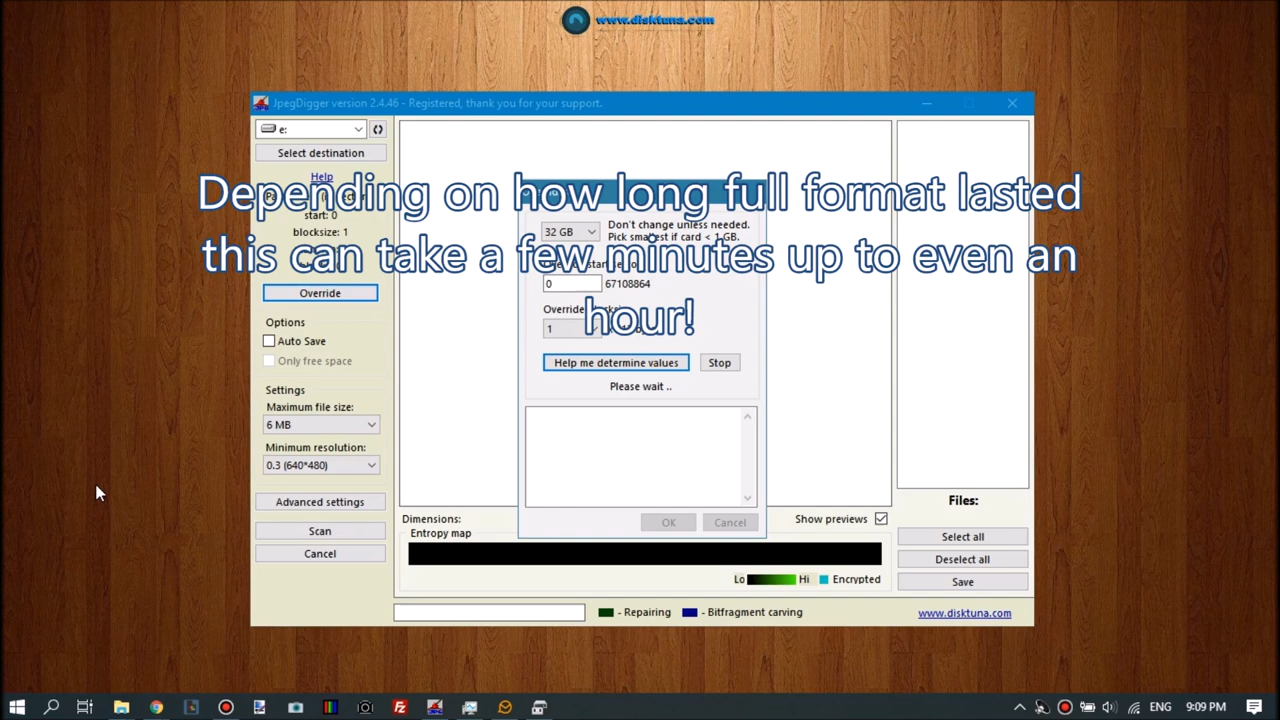 www.disktuna.com
JpegDigger version 2.4.46 - Registered, thank you for your support.
e:
Select destination
Help
Depending on how long full format lasted
this can take a few minutes up to even an
hour!
start: 0
blocksize: 1
Override
Options
Auto Save
Only free space
Settings
Maximum file size:
6 MB
Minimum resolution:
0.3 (640*480)
Advanced settings
Scan
Cancel
32 GB
Don't change unless needed.
Pick smallest if card < 1 GB.
0
67108864
Override
1
Help me determine values
Stop
Please wait ..
OK
Cancel
Dimensions:
Show previews
Entropy map
Lo
Hi
Encrypted
- Repairing
- Bitfragment carving
Files:
Select all
Deselect all
Save
www.disktuna.com
ENG
9:09 PM